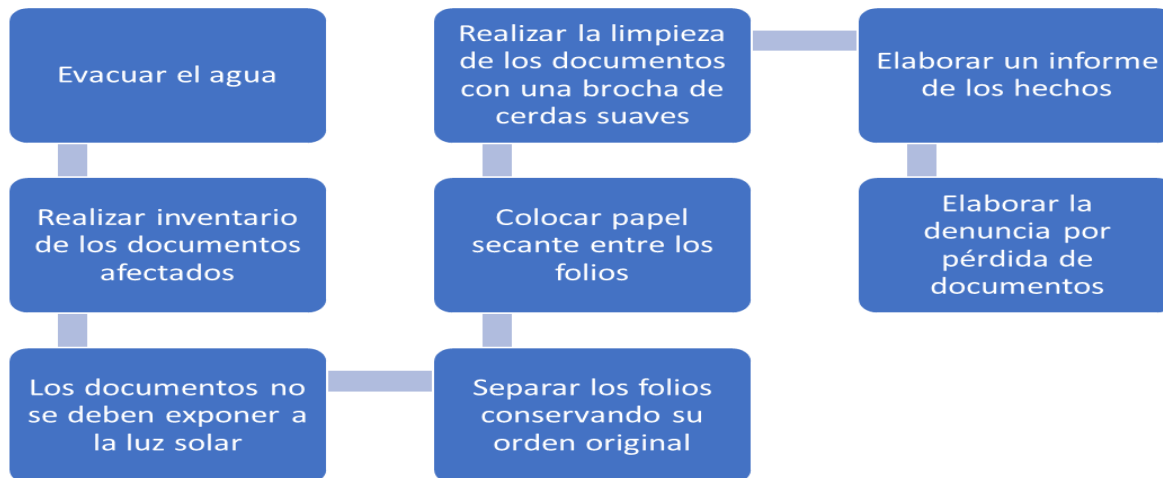 Evacuar el agua
Realizar inventario
de los documentos
afectados
Los documentos no
se deben exponer a
la luz solar
Separar los folios
conservando su
orden original
Colocar papel
secante entre los
folios
Realizar la limpieza
de los documentos
con una brocha de
cerdas suaves
Elaborar un informe
de los hechos
Elaborar la
denuncia por
pérdida de
documentos